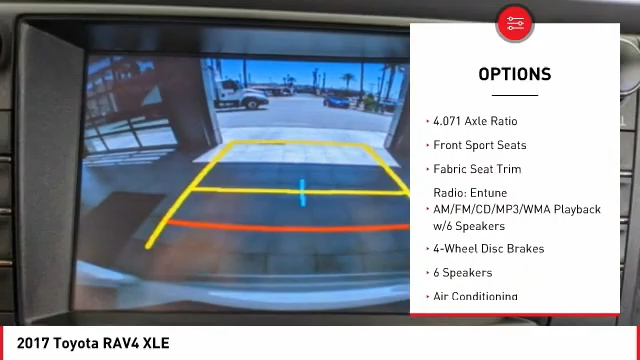 OPTIONS
4.071 Axle Ratio
Front Sport Seats
Fabric Seat Trim
Radio: Entune
AM/FM/CD/MP3/WMA Playback
w/6 Speakers
4-Wheel Disc Brakes
6 Speakers
Air Conditioning
2017 Toyota RAV4 XLE